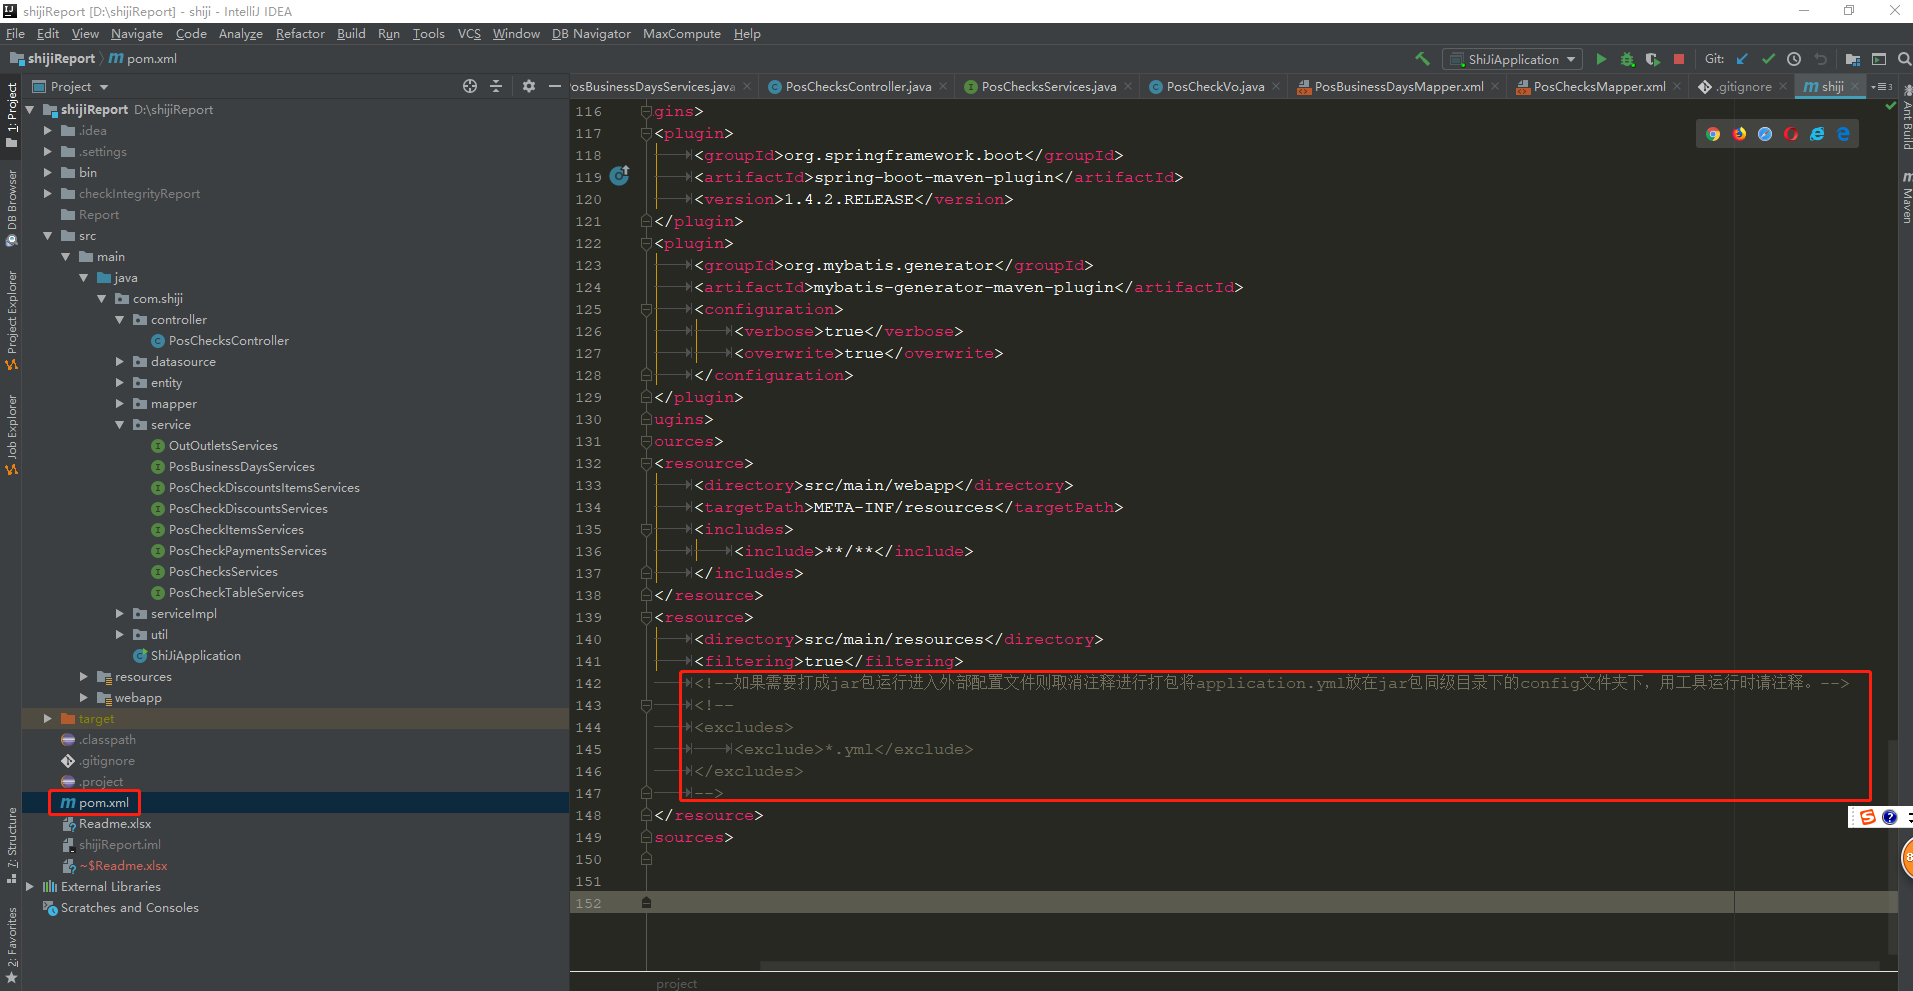 shijiReport [D:\shijiReport] - shiji - IntelliJ IDEA
File Edit View Navigate Code Analyze Refactor Build Run Tools VCS Window DB Navigator MaxCompute Help
shijiReport pom.xml ShiJiApplication Git:
Project
osBusinessDaysServices.java PosChecksController.java PosChecksServices.java PosCheckVo.java PosBusinessDaysMapper.xml PosChecksMapper.xml .gitignore shiji
1: Project
DB Browser
Project Explorer
Job Explorer
7: Structure
2: Favorites
shijiReport D:\shijiReport
.idea
.settings
bin
checkIntegrityReport
Report
src
main
java
com.shiji
controller
PosChecksController
datasource
entity
mapper
service
OutOutletsServices
PosBusinessDaysServices
PosCheckDiscountsItemsServices
PosCheckDiscountsServices
PosCheckItemsServices
PosCheckPaymentsServices
PosChecksServices
PosCheckTableServices
serviceImpl
util
ShiJiApplication
resources
webapp
target
.classpath
.gitignore
.project
pom.xml
Readme.xlsx
shijiReport.iml
~$Readme.xlsx
External Libraries
Scratches and Consoles
116 gins>
117 <plugin>
118 <groupId>org.springframework.boot</groupId>
119 <artifactId>spring-boot-maven-plugin</artifactId>
120 <version>1.4.2.RELEASE</version>
121 </plugin>
122 <plugin>
123 <groupId>org.mybatis.generator</groupId>
124 <artifactId>mybatis-generator-maven-plugin</artifactId>
125 <configuration>
126 <verbose>true</verbose>
127 <overwrite>true</overwrite>
128 </configuration>
129 </plugin>
130 ugins>
131 ources>
132 <resource>
133 <directory>src/main/webapp</directory>
134 <targetPath>META-INF/resources</targetPath>
135 <includes>
136 <include>**/**</include>
137 </includes>
138 </resource>
139 <resource>
140 <directory>src/main/resources</directory>
141 <filtering>true</filtering>
142 <!--如果需要打成jar包运行进入外部配置文件则取消注释进行打包将application.yml放在jar包同级目录下的config文件夹下，用工具运行时请注释。-->
143 <!--
144 <excludes>
145 <exclude>*.yml</exclude>
146 </excludes>
147 -->
148 </resource>
149 sources>
150
151
152
project
Ant Build
Maven